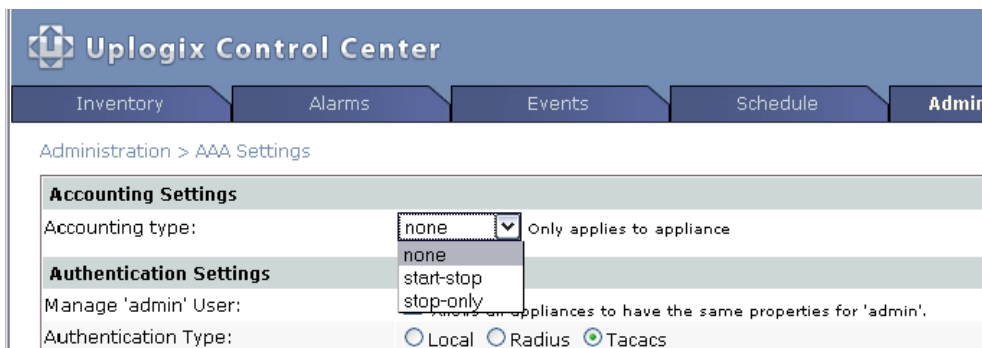 Uplogix Control Center
Inventory Alarms Events Schedule Admin
Administration > AAA Settings
Accounting Settings
Accounting type: none Only applies to appliance
none
Authentication Settings
start-stop
Manage 'admin' User: stop-only appliances to have the same properties for 'admin'.
Authentication Type: Local Radius Tacacs